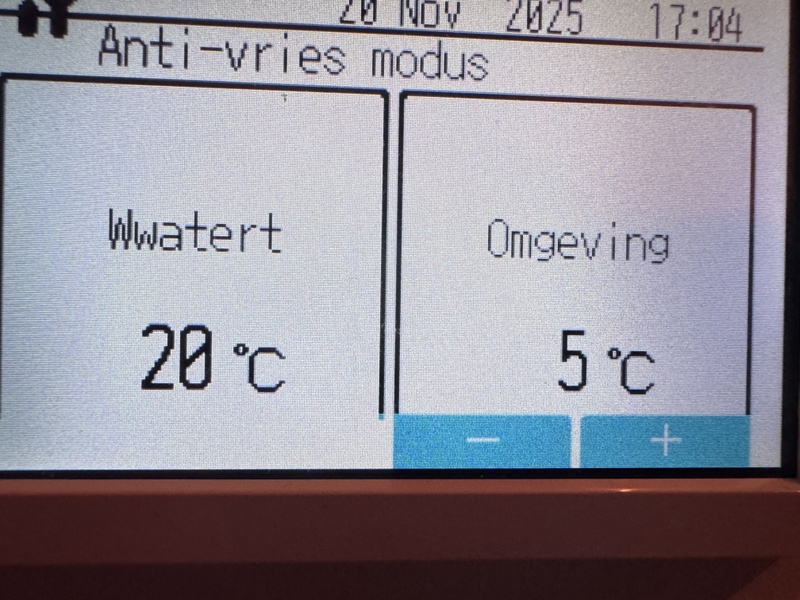 20 Nov 2025 17:04
Anti-vries modus
Wwatert Omgeving
20 °C 5 °C
− +